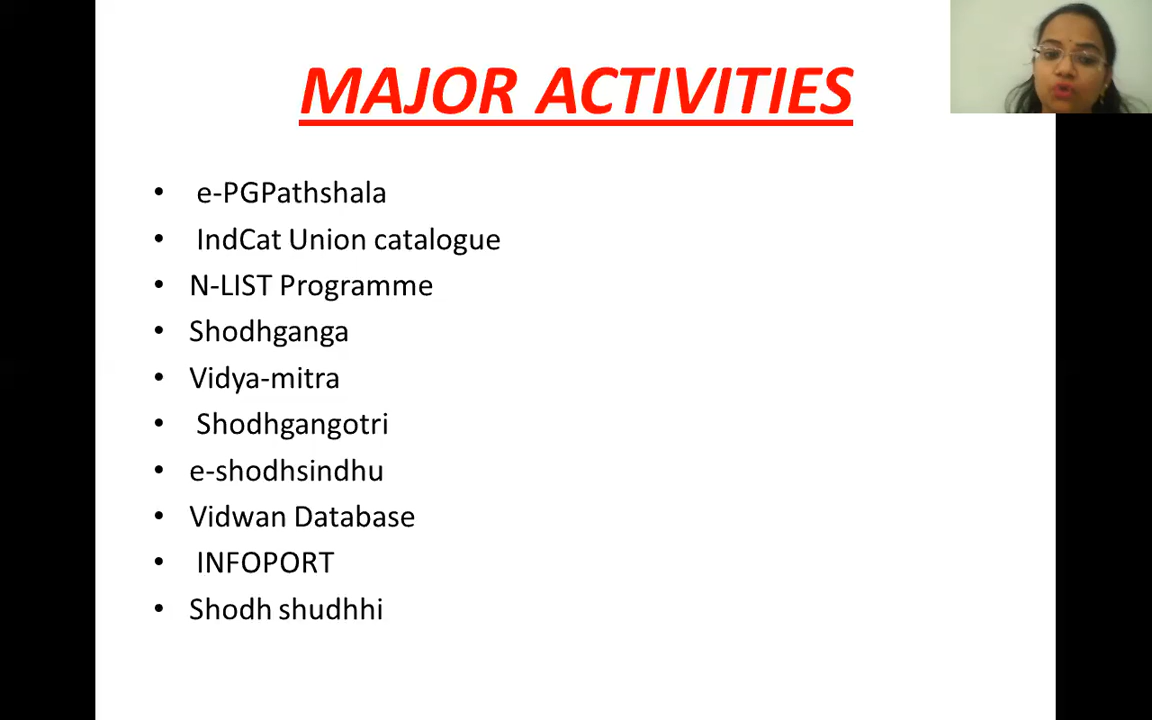 MAJOR ACTIVITIES
• e-PGPathshala
• IndCat Union catalogue
• N-LIST Programme
• Shodhganga
• Vidya-mitra
• Shodhgangotri
• e-shodhsindhu
• Vidwan Database
• INFOPORT
• Shodh shudhhi